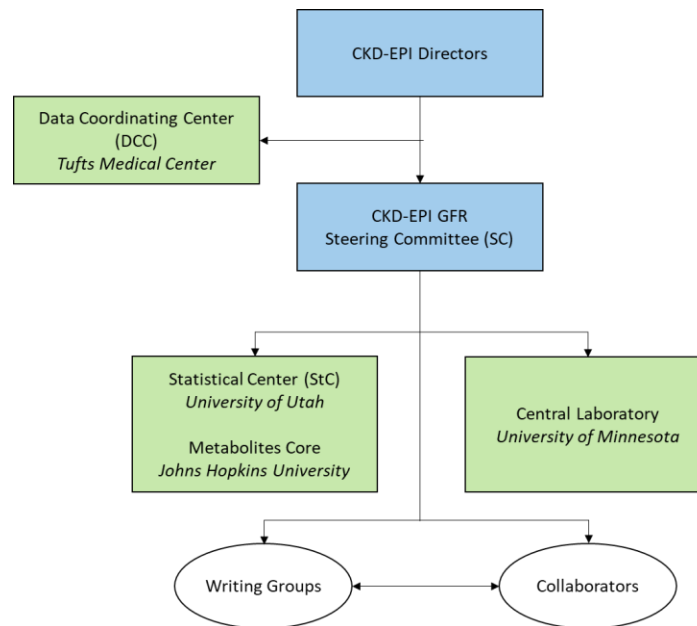 CKD-EPI Directors
Data Coordinating Center
(DCC)
Tufts Medical Center
CKD-EPI GFR
Steering Committee (SC)
Statistical Center (StC)
University of Utah
Metabolites Core
Johns Hopkins University
Central Laboratory
University of Minnesota
Writing Groups
Collaborators